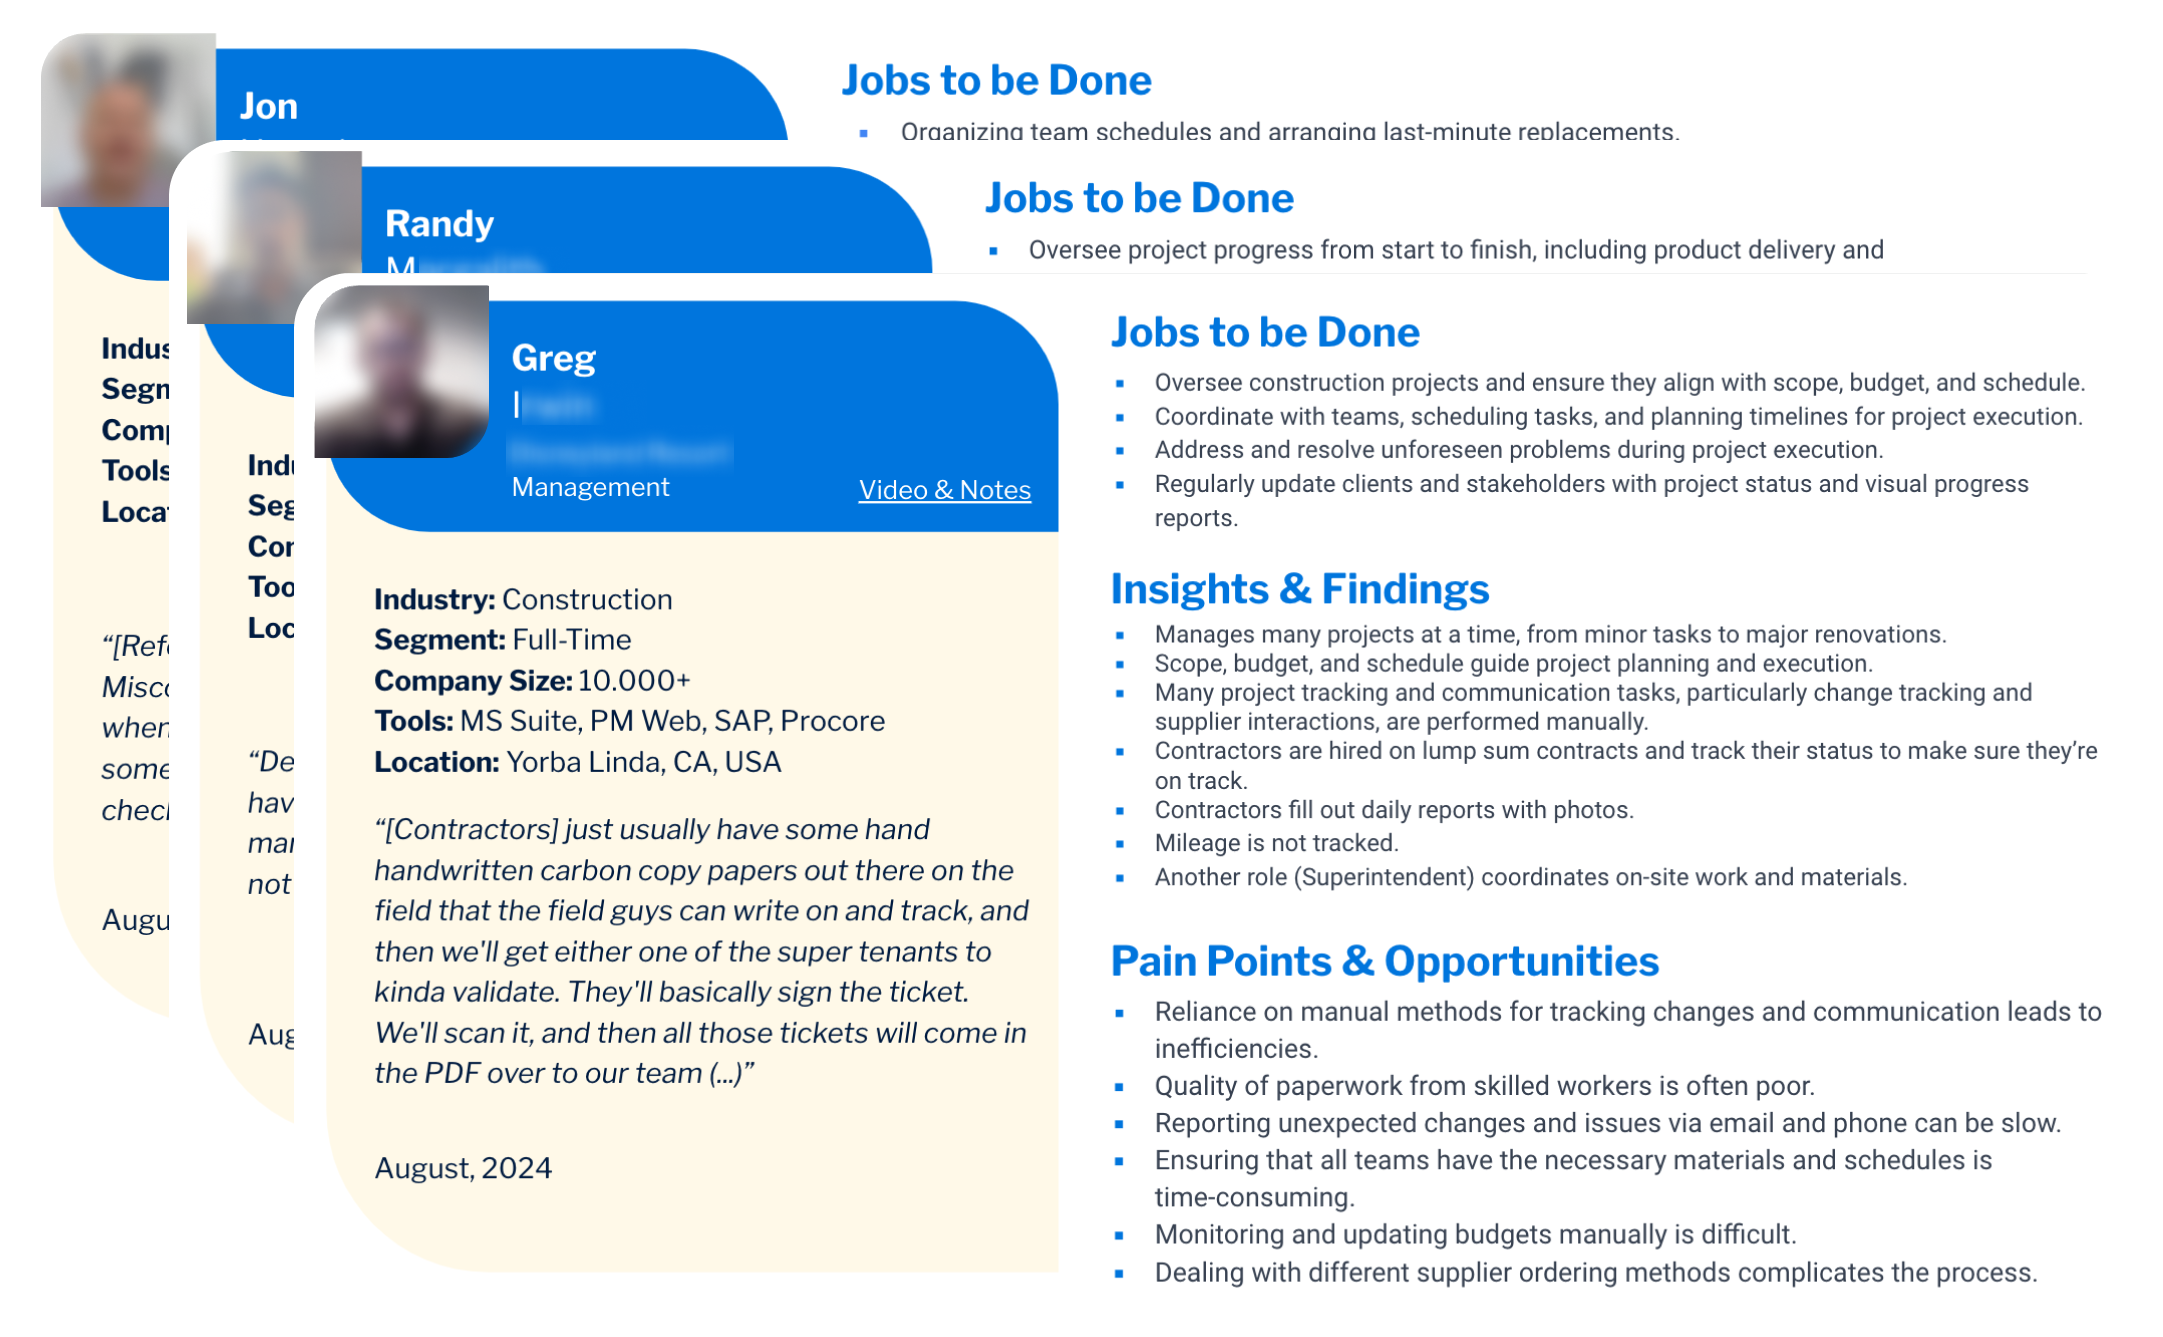 Jon
Jobs to be Done
Organizing team schedules and arranging last-minute replacements.
Randy
Jobs to be Done
Oversee project progress from start to finish, including product delivery and
Indus
Segn
Comp
Tools
Locat
“[Refe
Misco
when
some
check
Augu
Indu
Seg
Con
Too
Loc
“De
hav
mar
not
Aug
Greg
Management
Video & Notes
Industry: Construction
Segment: Full-Time
Company Size: 10.000+
Tools: MS Suite, PM Web, SAP, Procore
Location: Yorba Linda, CA, USA
“[Contractors] just usually have some hand
handwritten carbon copy papers out there on the
field that the field guys can write on and track, and
then we'll get either one of the super tenants to
kinda validate. They'll basically sign the ticket.
We'll scan it, and then all those tickets will come in
the PDF over to our team (...)”
August, 2024
Jobs to be Done
Oversee construction projects and ensure they align with scope, budget, and schedule.
Coordinate with teams, scheduling tasks, and planning timelines for project execution.
Address and resolve unforeseen problems during project execution.
Regularly update clients and stakeholders with project status and visual progress
reports.
Insights & Findings
Manages many projects at a time, from minor tasks to major renovations.
Scope, budget, and schedule guide project planning and execution.
Many project tracking and communication tasks, particularly change tracking and
supplier interactions, are performed manually.
Contractors are hired on lump sum contracts and track their status to make sure they’re
on track.
Contractors fill out daily reports with photos.
Mileage is not tracked.
Another role (Superintendent) coordinates on-site work and materials.
Pain Points & Opportunities
Reliance on manual methods for tracking changes and communication leads to
inefficiencies.
Quality of paperwork from skilled workers is often poor.
Reporting unexpected changes and issues via email and phone can be slow.
Ensuring that all teams have the necessary materials and schedules is
time-consuming.
Monitoring and updating budgets manually is difficult.
Dealing with different supplier ordering methods complicates the process.